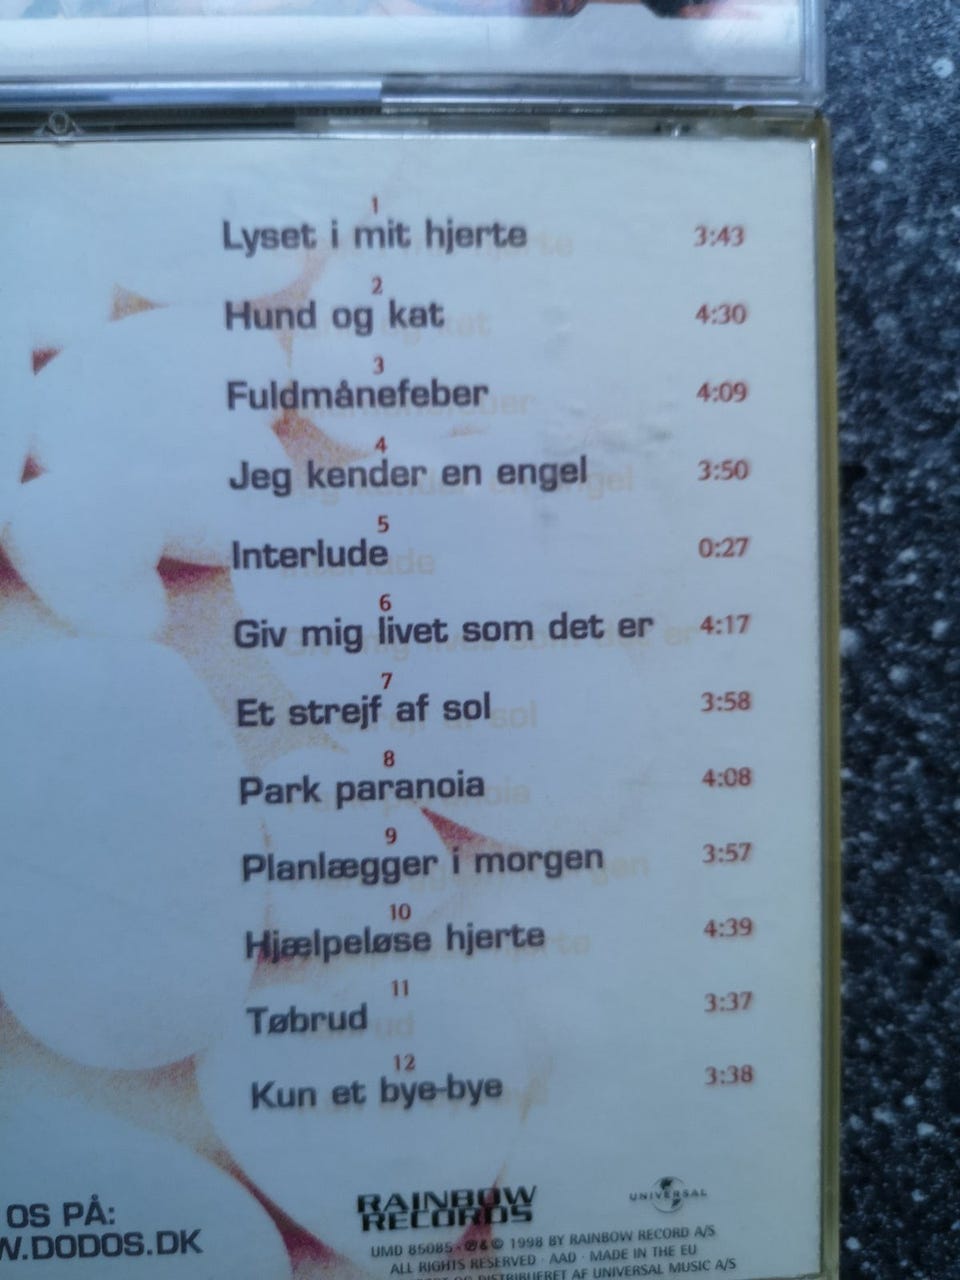 1
Lyset i mit hjerte 3:43
2
Hund og kat 4:30
3
Fuldmånefeber 4:09
4
Jeg kender en engel 3:50
5
Interlude 0:27
6
Giv mig livet som det er 4:17
7
Et strejf af sol 3:58
8
Park paranoia 4:08
9
Planlægger i morgen 3:57
10
Hjælpeløse hjerte 4:39
11
Tøbrud 3:37
12
Kun et bye-bye 3:38
OS PÅ:
W.DODOS.DK
RAINBOW
RECORDS
UNIVERSAL
UMD 85085 · ℗ & © 1998 BY RAINBOW RECORD A/S
ALL RIGHTS RESERVED · AAD · MADE IN THE EU
OG DISTRIBUERET AF UNIVERSAL MUSIC A/S